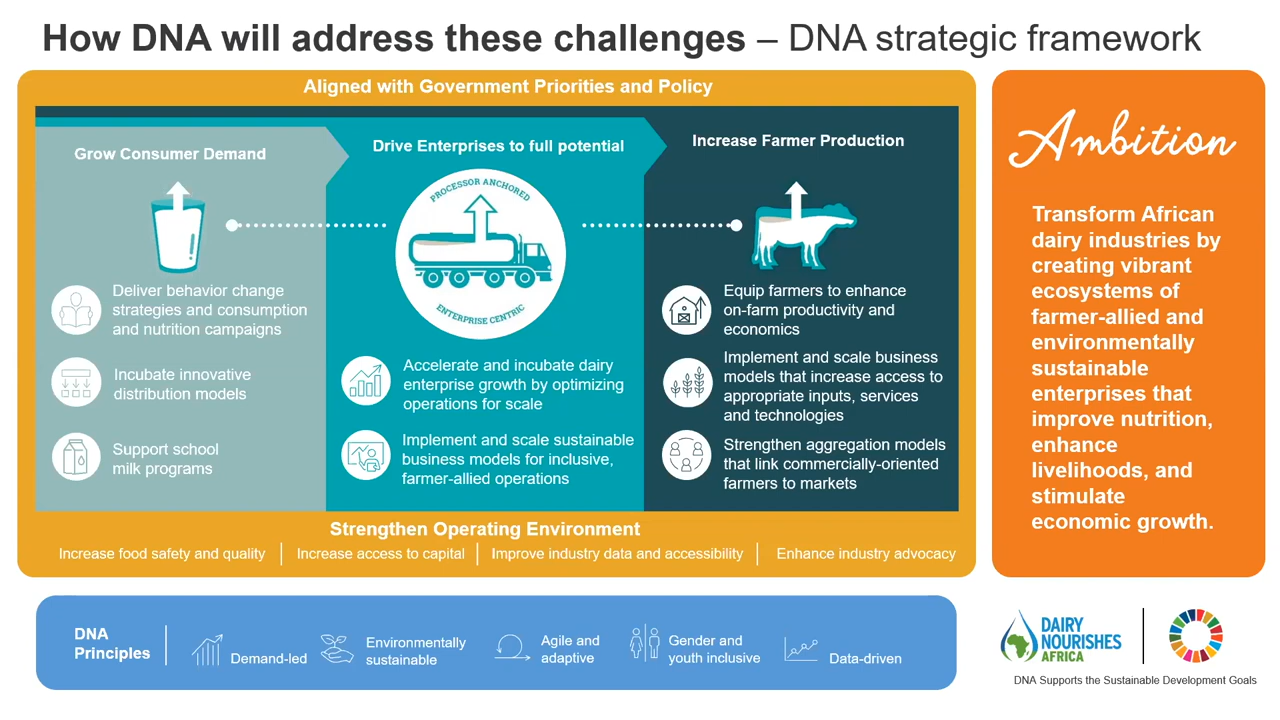 How DNA will address these challenges – DNA strategic framework
Aligned with Government Priorities and Policy
Grow Consumer Demand
Deliver behavior change
strategies and consumption
and nutrition campaigns
Incubate innovative
distribution models
Support school
milk programs
Drive Enterprises to full potential
PROCESSOR ANCHORED
ENTERPRISE CENTRIC
Accelerate and incubate dairy
enterprise growth by optimizing
operations for scale
Implement and scale sustainable
business models for inclusive,
farmer-allied operations
Increase Farmer Production
Equip farmers to enhance
on-farm productivity and
economics
Implement and scale business
models that increase access to
appropriate inputs, services
and technologies
Strengthen aggregation models
that link commercially-oriented
farmers to markets
Strengthen Operating Environment
Increase food safety and quality
Increase access to capital
Improve industry data and accessibility
Enhance industry advocacy
Ambition
Transform African
dairy industries by
creating vibrant
ecosystems of
farmer-allied and
environmentally
sustainable
enterprises that
improve nutrition,
enhance
livelihoods, and
stimulate
economic growth.
DNA
Principles
Demand-led
Environmentally
sustainable
Agile and
adaptive
Gender and
youth inclusive
Data-driven
DAIRY
NOURISHES
AFRICA
DNA Supports the Sustainable Development Goals